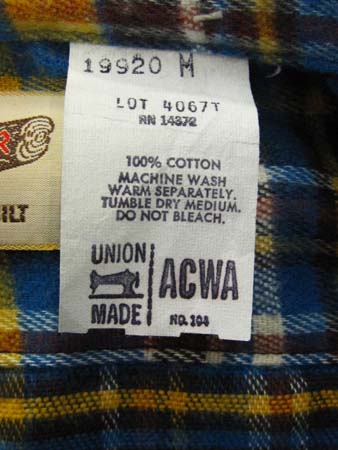 19920 M
LOT 4067T
RN 14372
100% COTTON
MACHINE WASH
WARM SEPARATELY.
TUMBLE DRY MEDIUM.
DO NOT BLEACH.
UNION
MADE
ACWA
NO. 104
R
ILT